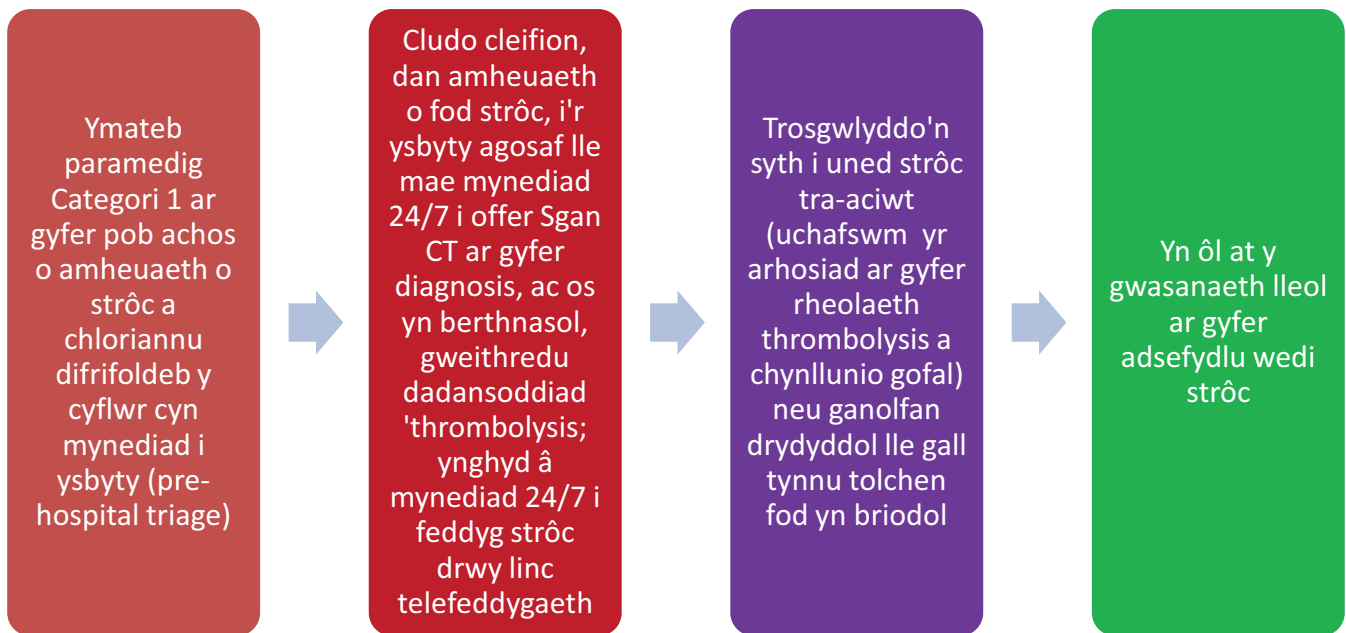 Ymateb
paramedig
Categori 1 ar
gyfer pob achos
o amheuaeth o
strôc a
chloriannu
difrifoldeb y
cyflwr cyn
mynediad i
ysbyty (pre-
hospital triage)
Cludo cleifion,
dan amheuaeth
o fod strôc, i'r
ysbyty agosaf lle
mae mynediad
24/7 i offer Sgan
CT ar gyfer
diagnosis, ac os
yn berthnasol,
gweithredu
dadansoddiad
'thrombolysis;
ynghyd â
mynediad 24/7 i
feddyg strôc
drwy linc
telefeddygaeth
Trosgwlyddo'n
syth i uned strôc
tra-aciwt
(uchafswm yr
arhosiad ar gyfer
rheolaeth
thrombolysis a
chynllunio gofal)
neu ganolfan
drydyddol lle gall
tynnu tolchen
fod yn briodol
Yn ôl at y
gwasanaeth lleol
ar gyfer
adsefydlu wedi
strôc